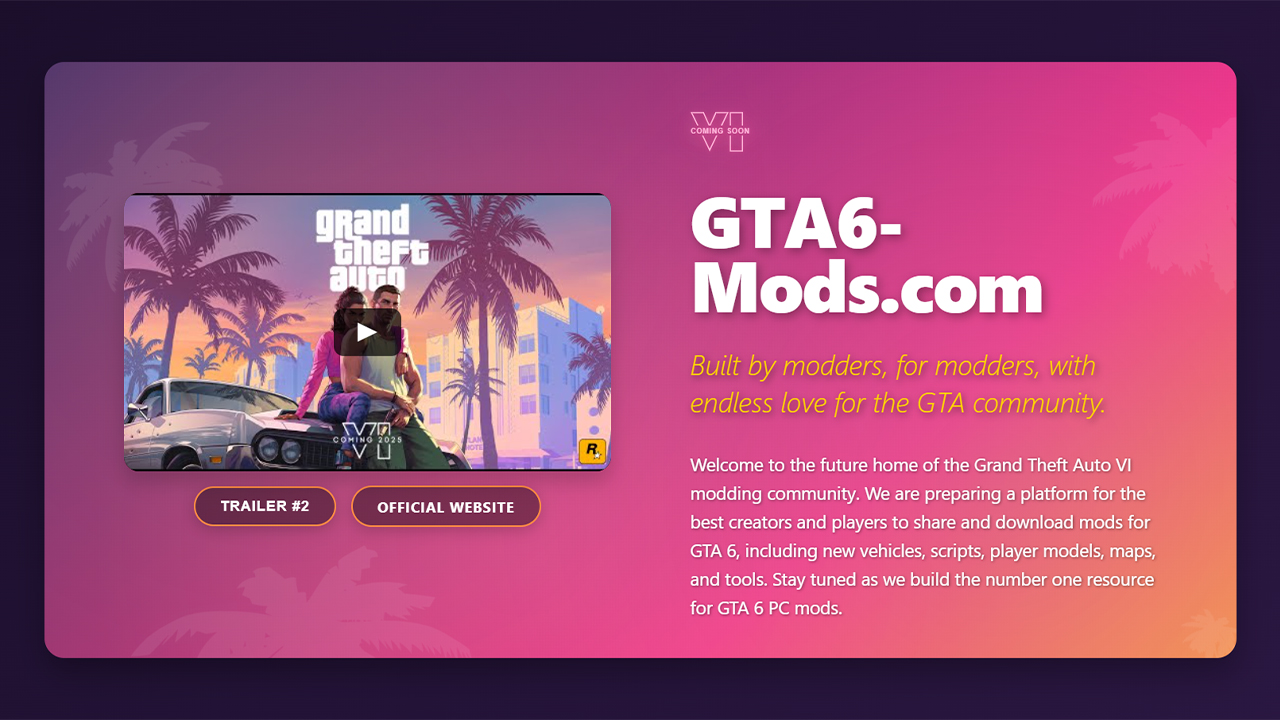 grand
theft
auto
VI
COMING 2025
R
TRAILER #2
OFFICIAL WEBSITE
VI
COMING SOON
GTA6-
Mods.com
Built by modders, for modders, with
endless love for the GTA community.
Welcome to the future home of the Grand Theft Auto VI
modding community. We are preparing a platform for the
best creators and players to share and download mods for
GTA 6, including new vehicles, scripts, player models, maps,
and tools. Stay tuned as we build the number one resource
for GTA 6 PC mods.